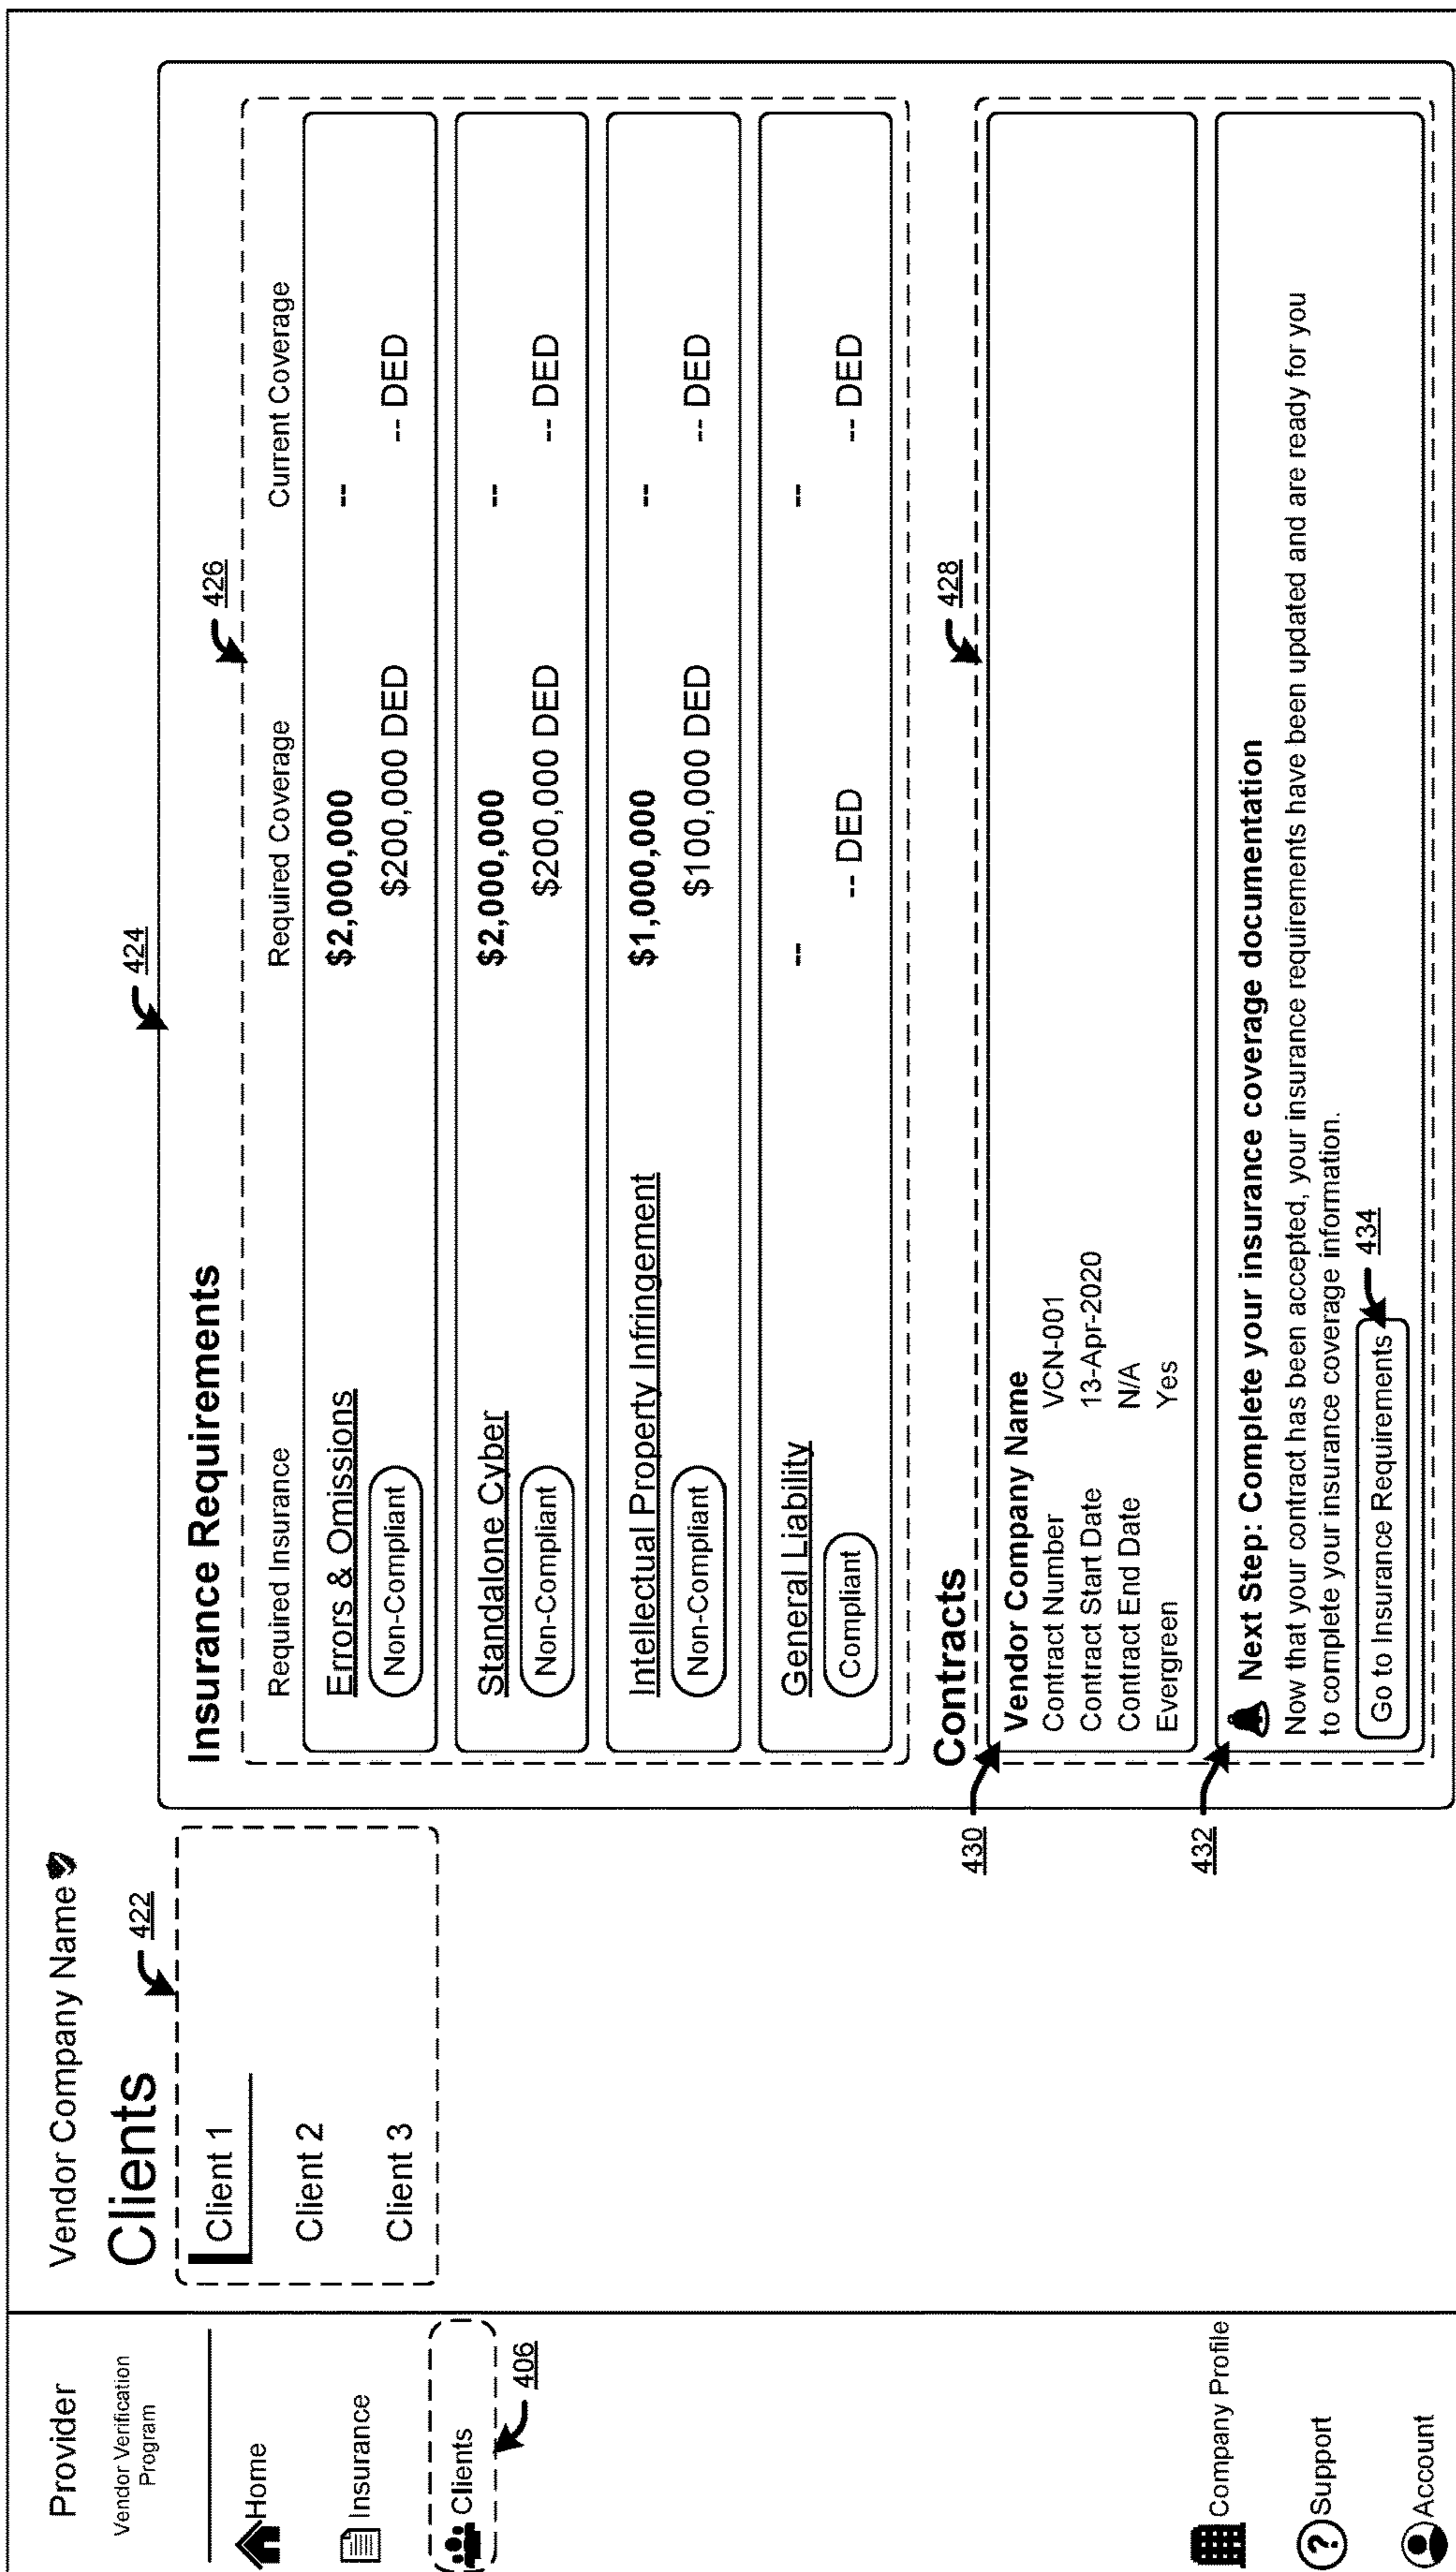 Provider
Vendor Verification
Program
Home
Insurance
Clients
406
Company Profile
Support
Account
Vendor Company Name
Clients
422
Client 1
Client 2
Client 3
424
Insurance Requirements
426
Required Insurance Required Coverage Current Coverage
Errors & Omissions $2,000,000 --
Non-Compliant $200,000 DED -- DED
Standalone Cyber $2,000,000 --
Non-Compliant $200,000 DED -- DED
Intellectual Property Infringement $1,000,000 --
Non-Compliant $100,000 DED -- DED
General Liability -- --
Compliant -- DED -- DED
Contracts
428
430
Vendor Company Name
Contract Number VCN-001
Contract Start Date 13-Apr-2020
Contract End Date N/A
Evergreen Yes
432
Next Step: Complete your insurance coverage documentation
Now that your contract has been accepted, your insurance requirements have been updated and are ready for you
to complete your insurance coverage information.
Go to Insurance Requirements
434